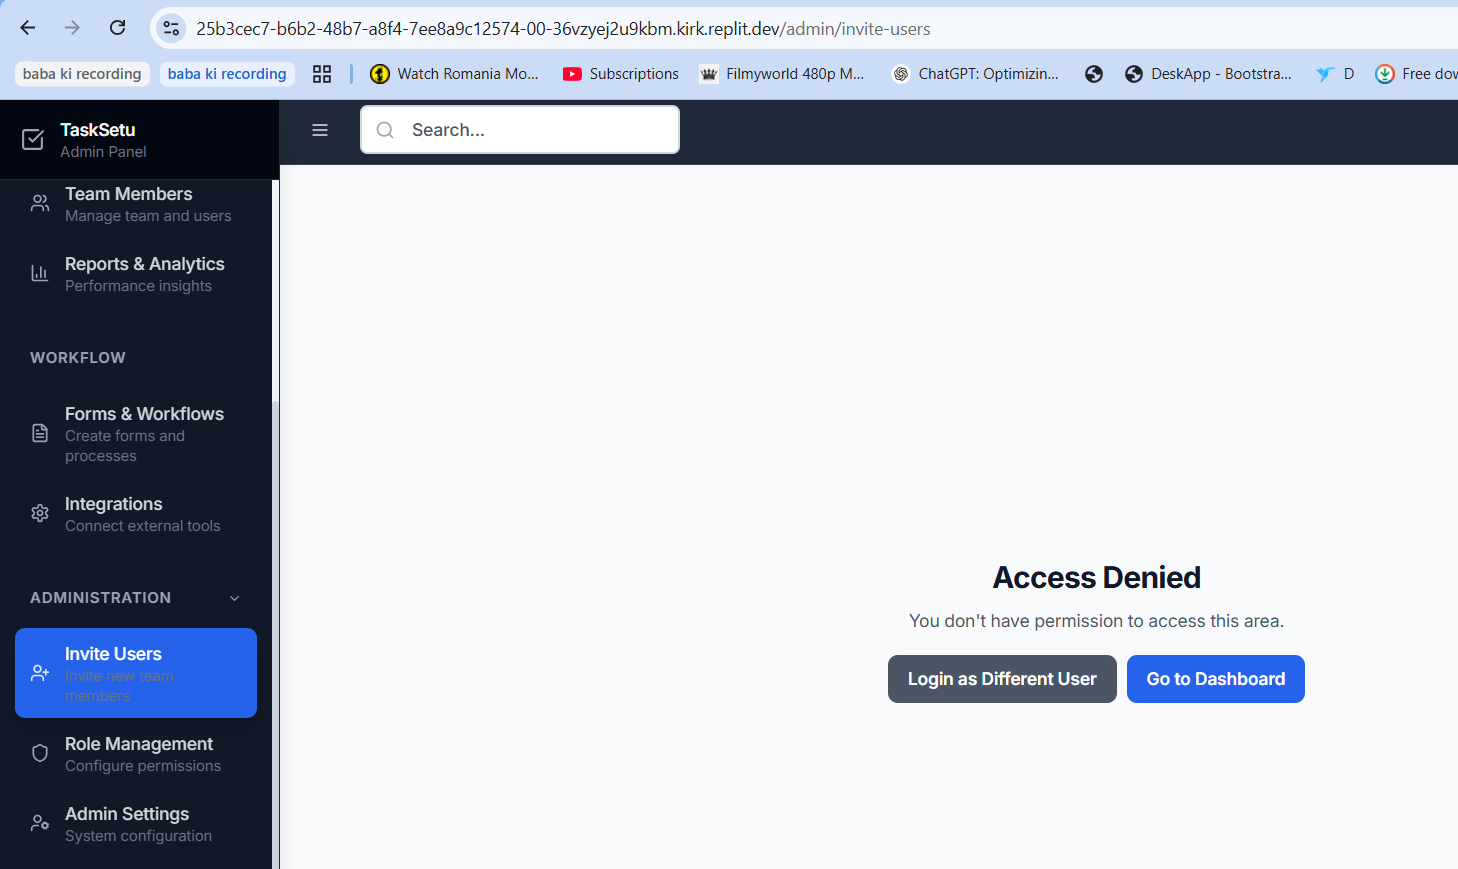 25b3cec7-b6b2-48b7-a8f4-7ee8a9c12574-00-36vzyej2u9kbm.kirk.replit.dev/admin/invite-users
baba ki recording
baba ki recording
Watch Romania Mo...
Subscriptions
Filmyworld 480p M...
ChatGPT: Optimizin...
DeskApp - Bootstra...
D
Free dow
TaskSetu
Admin Panel
Search...
Team Members
Manage team and users
Reports & Analytics
Performance insights
WORKFLOW
Forms & Workflows
Create forms and
processes
Integrations
Connect external tools
ADMINISTRATION
Invite Users
Invite new team
members
Role Management
Configure permissions
Admin Settings
System configuration
Access Denied
You don't have permission to access this area.
Login as Different User
Go to Dashboard